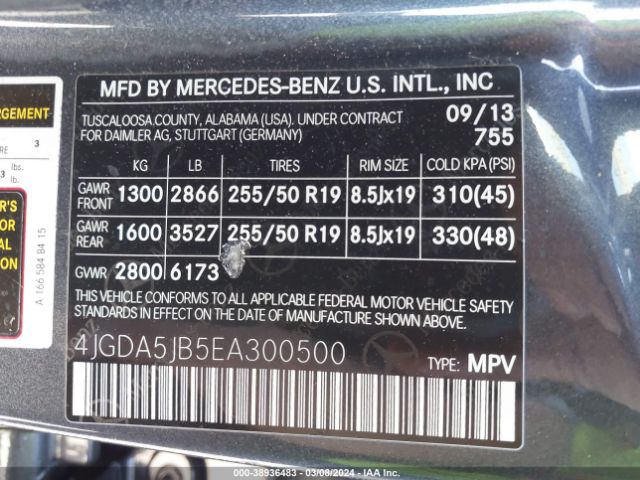 MFD BY MERCEDES-BENZ U.S. INTL., INC
TUSCALOOSA COUNTY, ALABAMA (USA). UNDER CONTRACT 09/13
FOR DAIMLER AG, STUTTGART (GERMANY) 755
KG LB TIRES RIM SIZE COLD KPA (PSI)
GAWR FRONT 1300 2866 255/50 R19 8.5Jx19 310(45)
GAWR REAR 1600 3527 255/50 R19 8.5Jx19 330(48)
GVWR 2800 6173
THIS VEHICLE CONFORMS TO ALL APPLICABLE FEDERAL MOTOR VEHICLE SAFETY
STANDARDS IN EFFECT ON THE DATE OF MANUFACTURE SHOWN ABOVE.
4JGDA5JB5EA300500 TYPE: MPV
A 166 584 84 15
3
lbs.
3 lb.
000-38936483 - 03/08/2024 - IAA Inc.